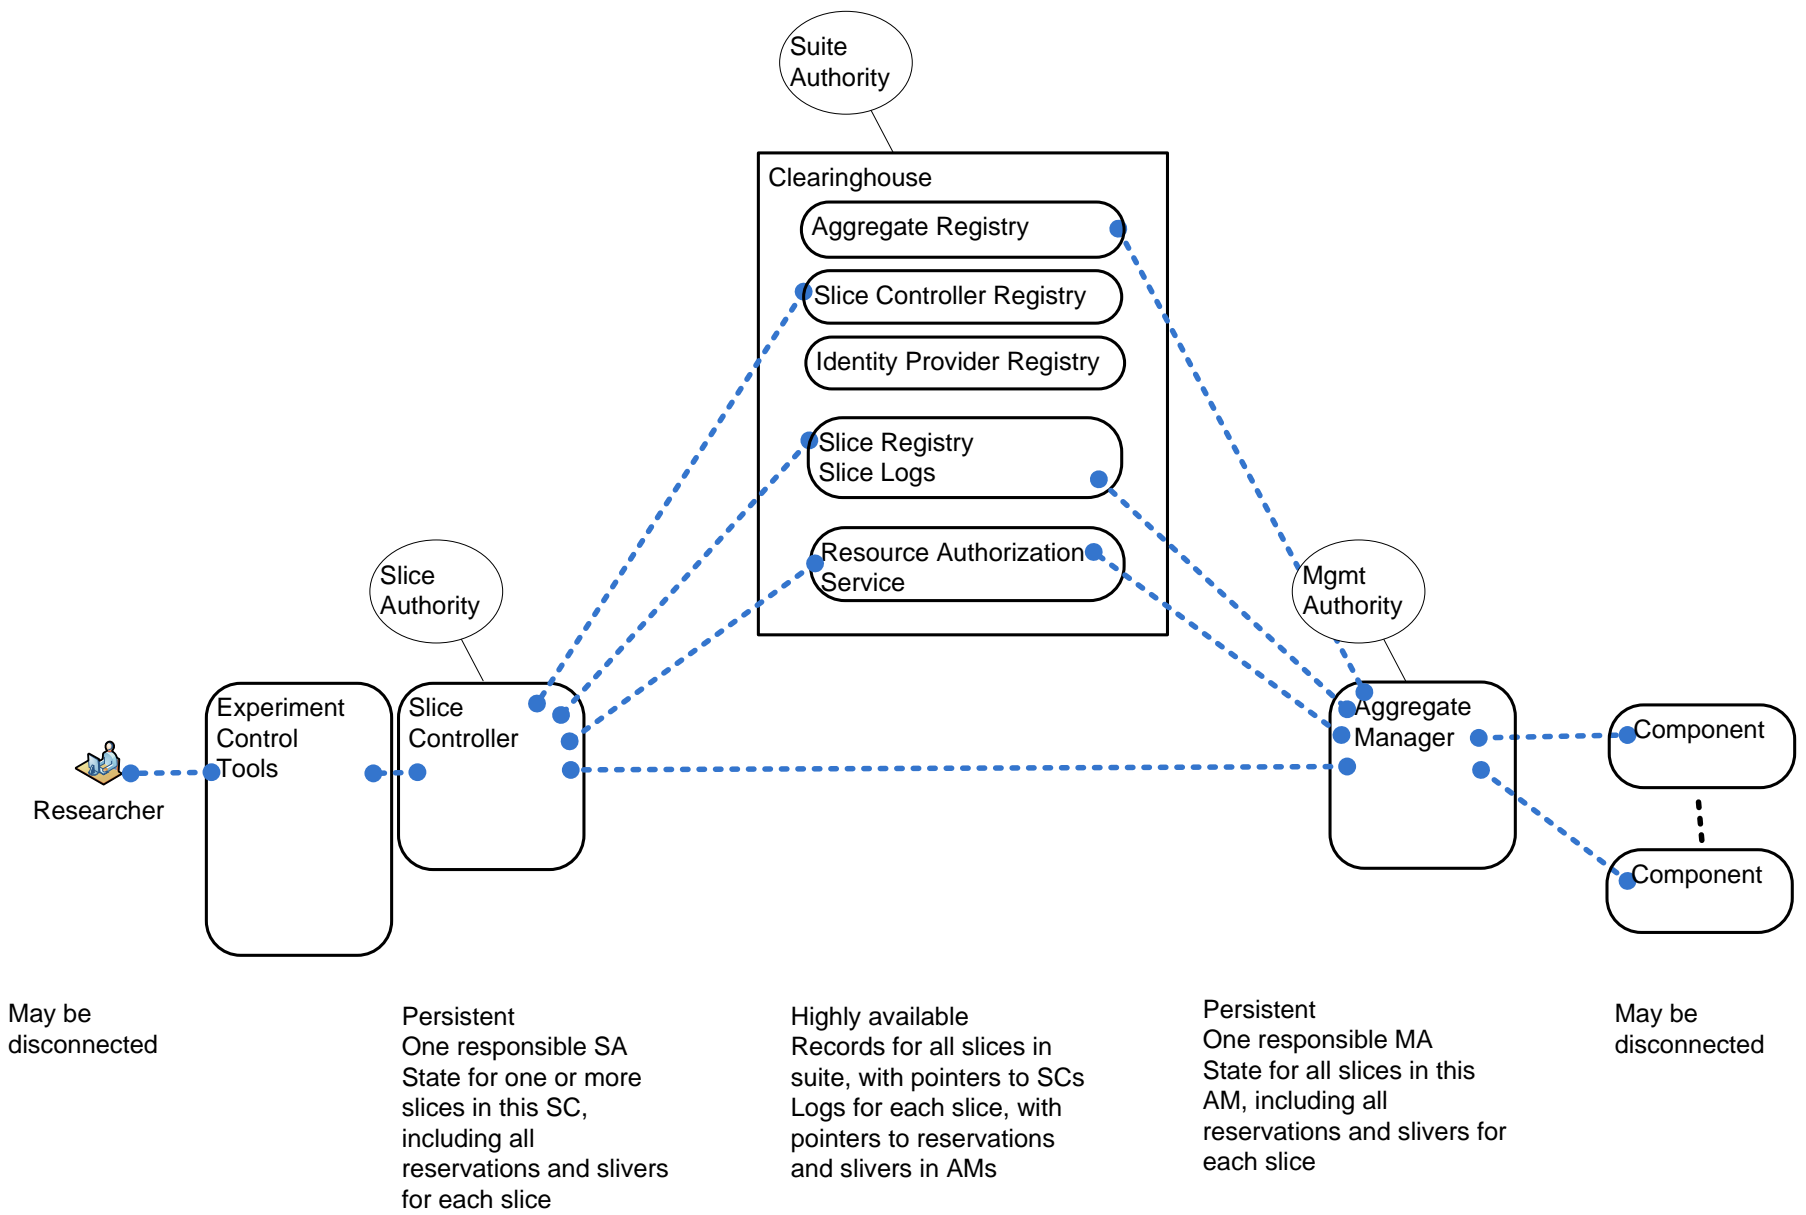 Suite
Authority
Clearinghouse
Aggregate Registry
Slice Controller Registry
Identity Provider Registry
Slice Registry
Slice Logs
Resource Authorization
Service
Slice
Authority
Mgmt
Authority
Experiment
Control
Tools
Slice
Controller
Aggregate
Manager
Component
Component
Researcher
May be
disconnected
Persistent
One responsible SA
State for one or more
slices in this SC,
including all
reservations and slivers
for each slice
Highly available
Records for all slices in
suite, with pointers to SCs
Logs for each slice, with
pointers to reservations
and slivers in AMs
Persistent
One responsible MA
State for all slices in this
AM, including all
reservations and slivers for
each slice
May be
disconnected